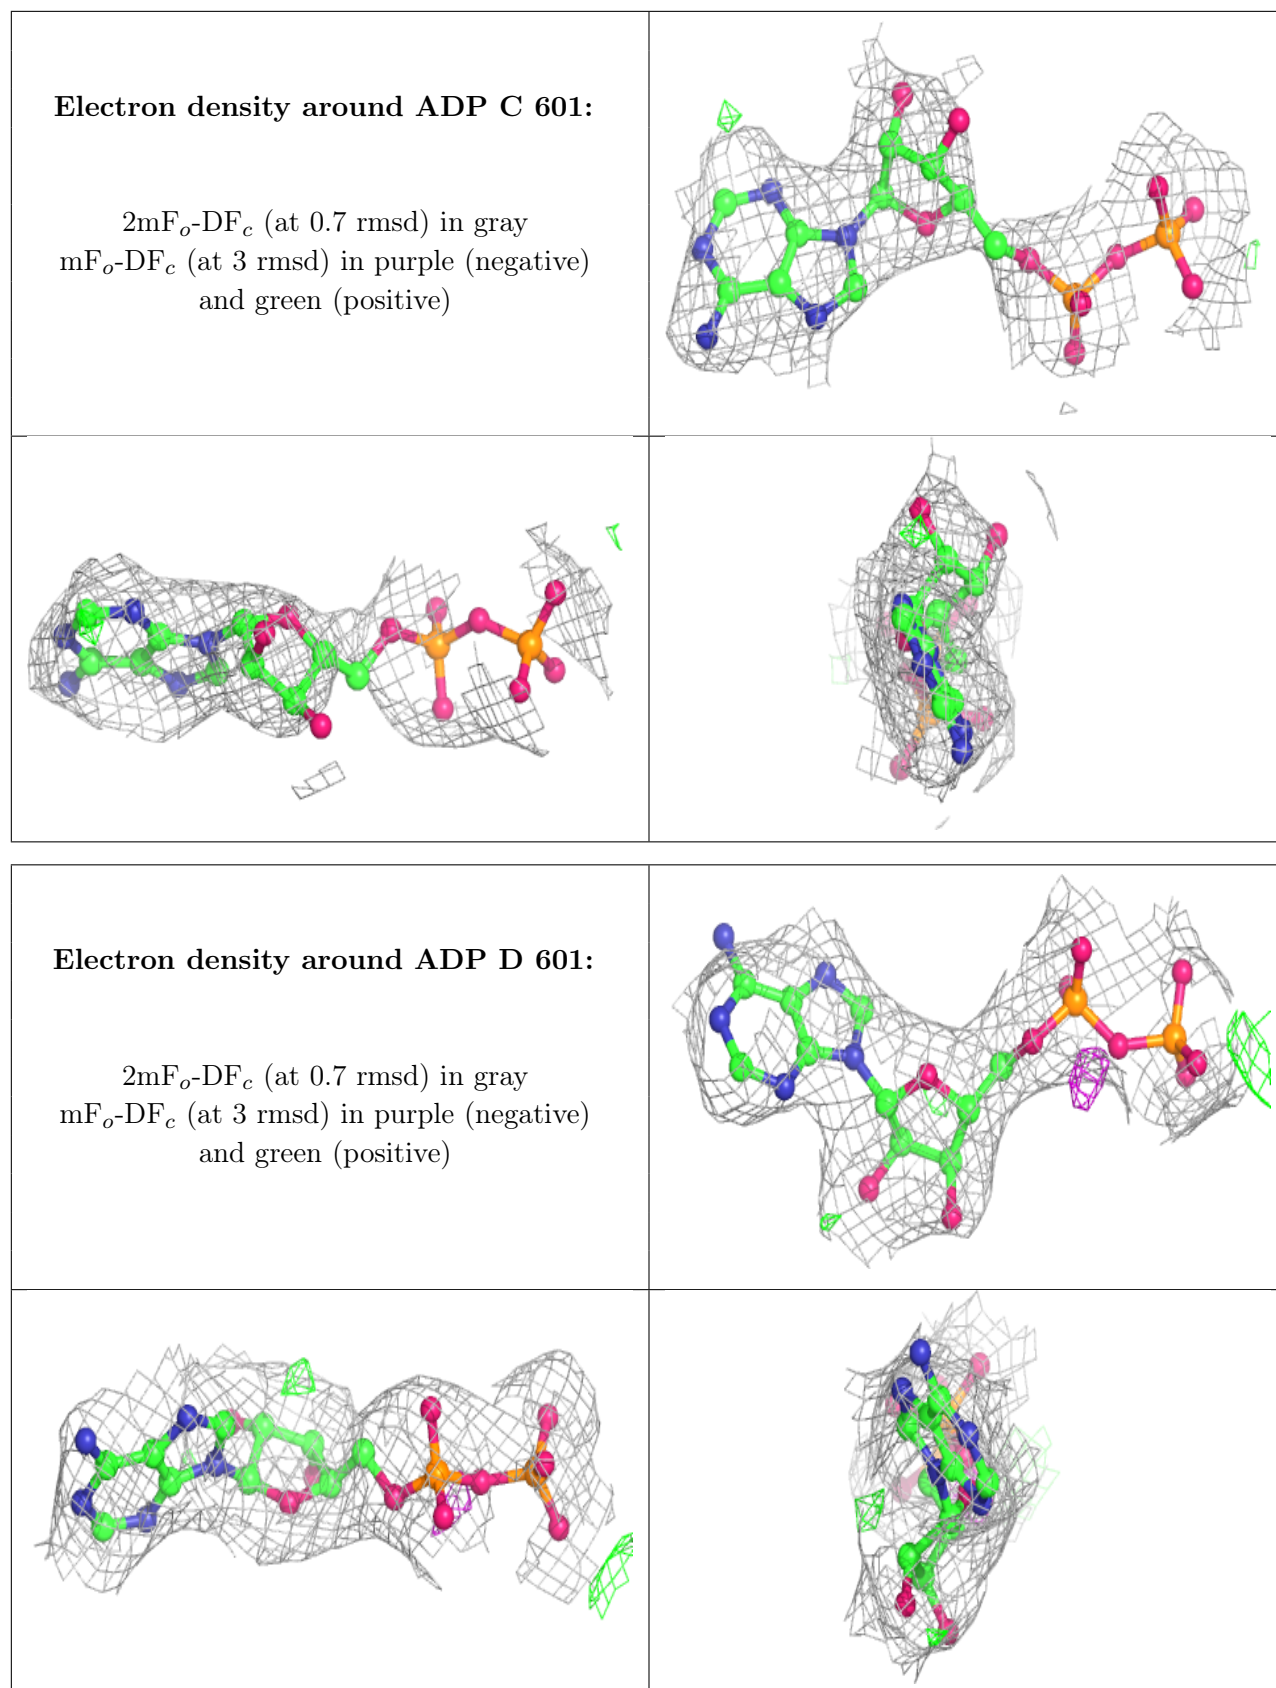 Electron density around ADP C 601:
2mFo-DFc (at 0.7 rmsd) in gray
mFo-DFc (at 3 rmsd) in purple (negative)
and green (positive)
Electron density around ADP D 601:
2mFo-DFc (at 0.7 rmsd) in gray
mFo-DFc (at 3 rmsd) in purple (negative)
and green (positive)